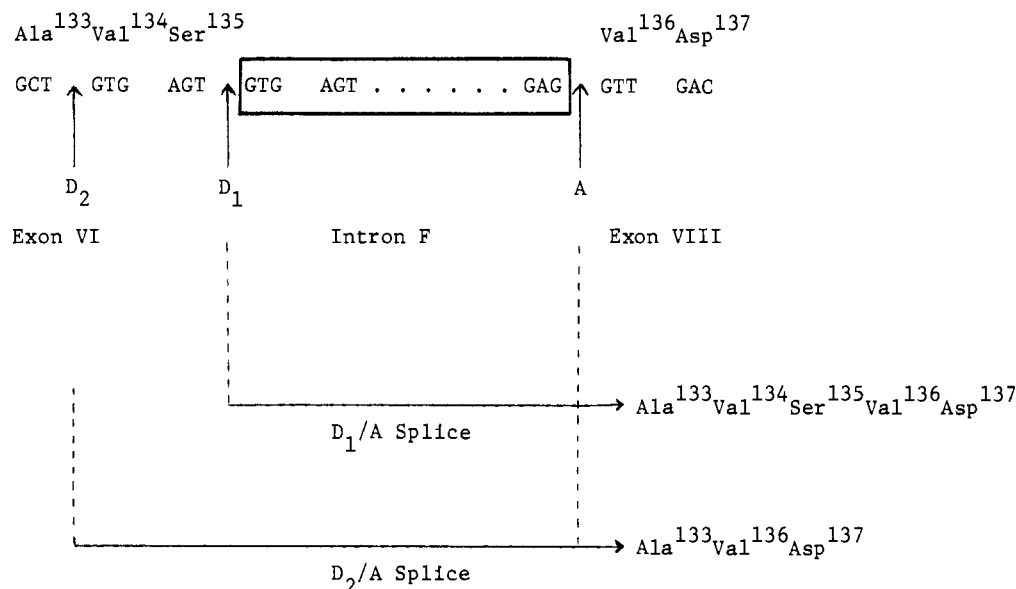 Ala133Val134Ser135 Val136Asp137
GCT GTG AGT GTG AGT . . . . . . GAG GTT GAC
D2 D1 A
Exon VI Intron F Exon VIII
Ala133Val134Ser135Val136Asp137
D1/A Splice
Ala133Val136Asp137
D2/A Splice